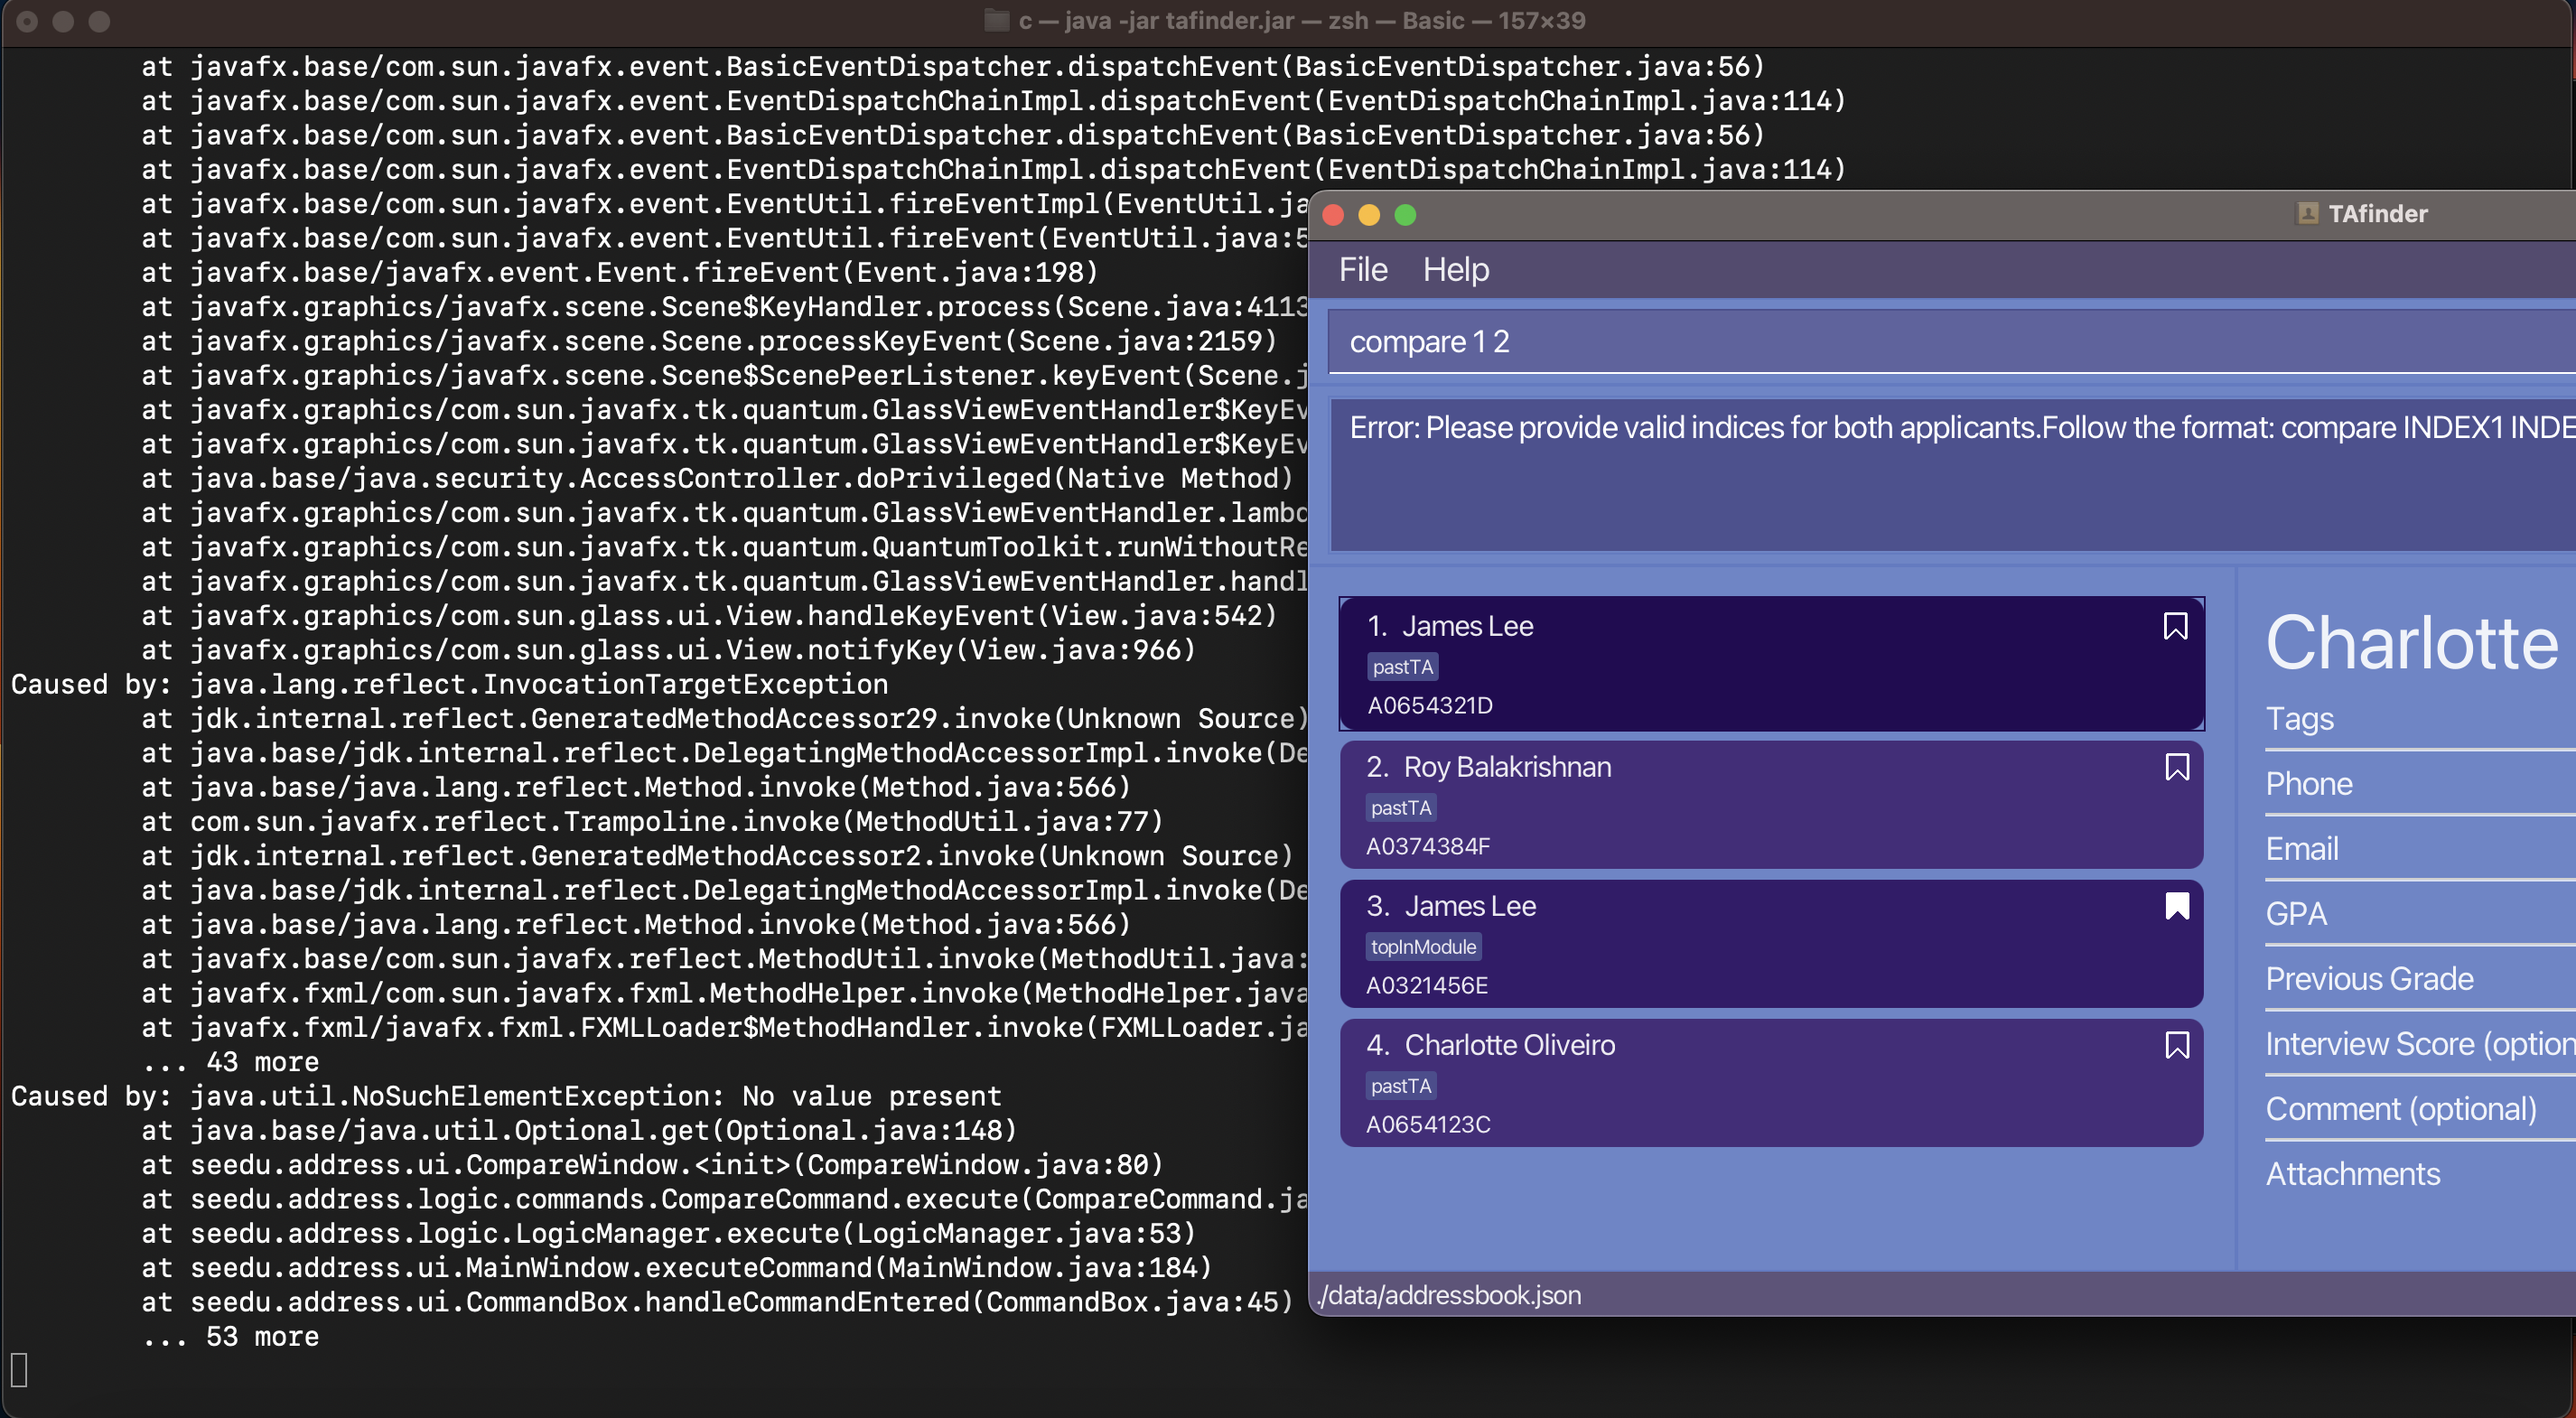 c — java -jar tafinder.jar — zsh — Basic — 157×39
at javafx.base/com.sun.javafx.event.BasicEventDispatcher.dispatchEvent(BasicEventDispatcher.java:56)
at javafx.base/com.sun.javafx.event.EventDispatchChainImpl.dispatchEvent(EventDispatchChainImpl.java:114)
at javafx.base/com.sun.javafx.event.BasicEventDispatcher.dispatchEvent(BasicEventDispatcher.java:56)
at javafx.base/com.sun.javafx.event.EventDispatchChainImpl.dispatchEvent(EventDispatchChainImpl.java:114)
at javafx.base/com.sun.javafx.event.EventUtil.fireEventImpl(EventUtil.ja
at javafx.base/com.sun.javafx.event.EventUtil.fireEvent(EventUtil.java:5
at javafx.base/javafx.event.Event.fireEvent(Event.java:198)
at javafx.graphics/javafx.scene.Scene$KeyHandler.process(Scene.java:4113
at javafx.graphics/javafx.scene.Scene.processKeyEvent(Scene.java:2159)
at javafx.graphics/javafx.scene.Scene$ScenePeerListener.keyEvent(Scene.j
at javafx.graphics/com.sun.javafx.tk.quantum.GlassViewEventHandler$KeyEv
at javafx.graphics/com.sun.javafx.tk.quantum.GlassViewEventHandler$KeyEv
at java.base/java.security.AccessController.doPrivileged(Native Method)
at javafx.graphics/com.sun.javafx.tk.quantum.GlassViewEventHandler.lambd
at javafx.graphics/com.sun.javafx.tk.quantum.QuantumToolkit.runWithoutRe
at javafx.graphics/com.sun.javafx.tk.quantum.GlassViewEventHandler.handl
at javafx.graphics/com.sun.glass.ui.View.handleKeyEvent(View.java:542)
at javafx.graphics/com.sun.glass.ui.View.notifyKey(View.java:966)
Caused by: java.lang.reflect.InvocationTargetException
at jdk.internal.reflect.GeneratedMethodAccessor29.invoke(Unknown Source)
at java.base/jdk.internal.reflect.DelegatingMethodAccessorImpl.invoke(De
at java.base/java.lang.reflect.Method.invoke(Method.java:566)
at com.sun.javafx.reflect.Trampoline.invoke(MethodUtil.java:77)
at jdk.internal.reflect.GeneratedMethodAccessor2.invoke(Unknown Source)
at java.base/jdk.internal.reflect.DelegatingMethodAccessorImpl.invoke(De
at java.base/java.lang.reflect.Method.invoke(Method.java:566)
at javafx.base/com.sun.javafx.reflect.MethodUtil.invoke(MethodUtil.java:
at javafx.fxml/com.sun.javafx.fxml.MethodHelper.invoke(MethodHelper.java
at javafx.fxml/javafx.fxml.FXMLLoader$MethodHandler.invoke(FXMLLoader.ja
... 43 more
Caused by: java.util.NoSuchElementException: No value present
at java.base/java.util.Optional.get(Optional.java:148)
at seedu.address.ui.CompareWindow.<init>(CompareWindow.java:80)
at seedu.address.logic.commands.CompareCommand.execute(CompareCommand.ja
at seedu.address.logic.LogicManager.execute(LogicManager.java:53)
at seedu.address.ui.MainWindow.executeCommand(MainWindow.java:184)
at seedu.address.ui.CommandBox.handleCommandEntered(CommandBox.java:45)
... 53 more
TAfinder
File Help
compare 1 2
Error: Please provide valid indices for both applicants.Follow the format: compare INDEX1 INDE
1. James Lee
pastTA
A0654321D
2. Roy Balakrishnan
pastTA
A0374384F
3. James Lee
topInModule
A0321456E
4. Charlotte Oliveiro
pastTA
A0654123C
Charlotte
Tags
Phone
Email
GPA
Previous Grade
Interview Score (option
Comment (optional)
Attachments
./data/addressbook.json